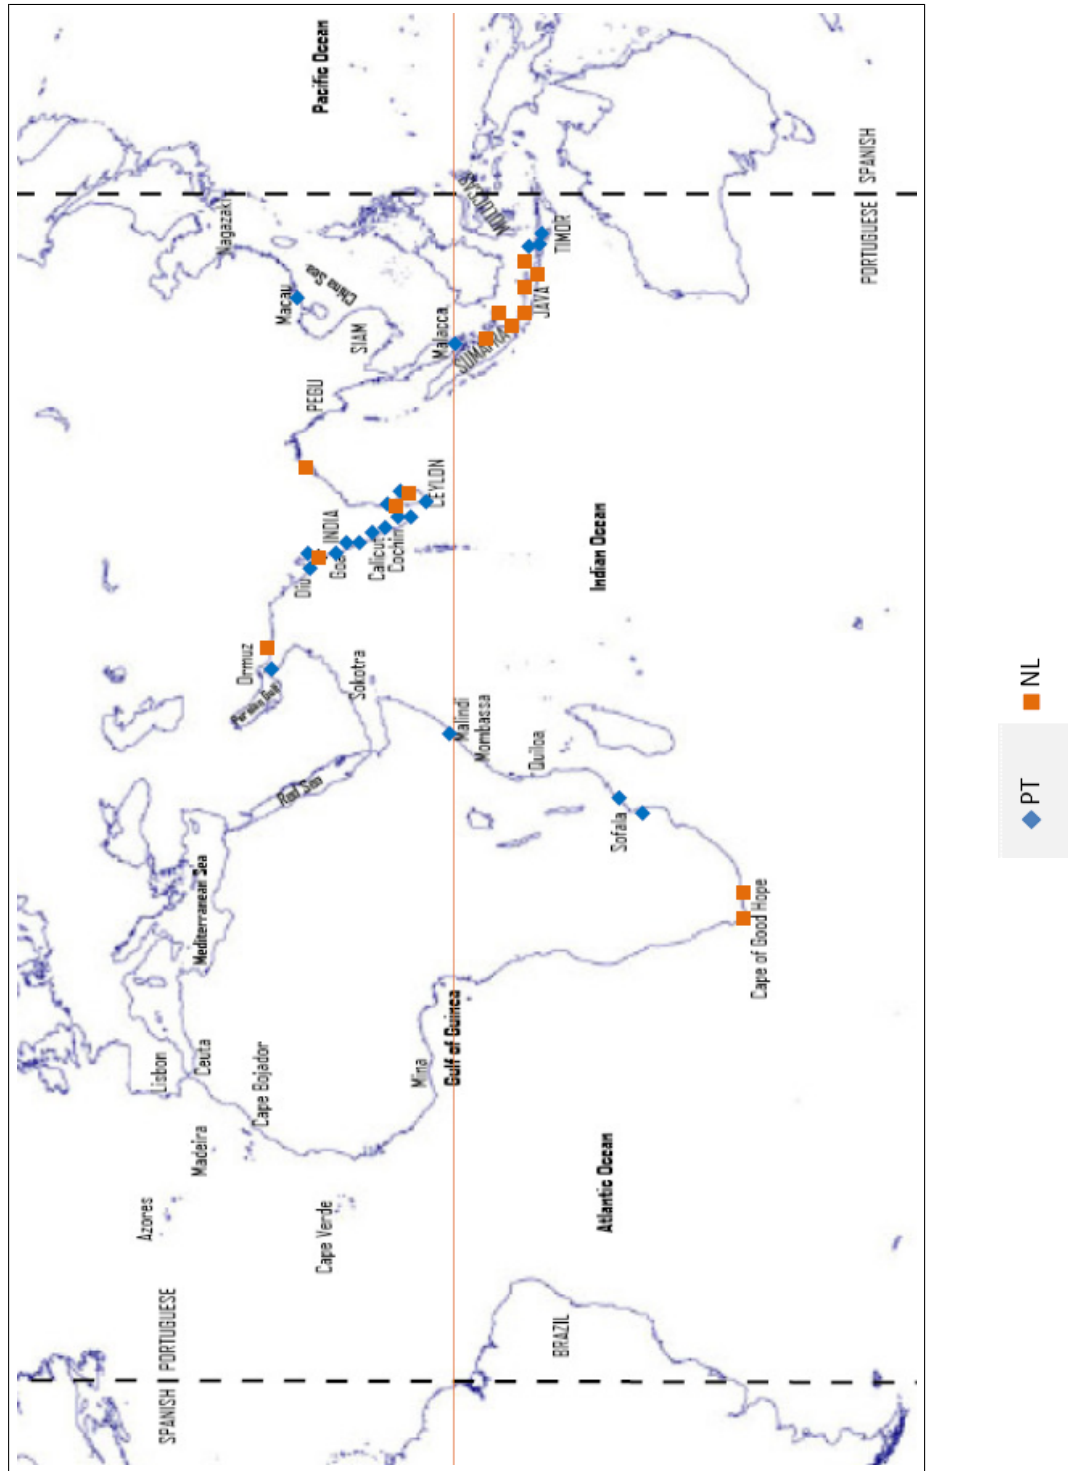 SPANISH | PORTUGUESE
Azores
Lisbon
Madeira
Ceuta
Mediterranean Sea
Nagazaki
Cape Bojador
Persian Gulf
Ormuz
Macau
Red Sea
Diu
PEGU
China Sea
Pacific Ocean
Cape Verde
INDIA
Goa
Sokotra
SIAM
Calicut
Cochin
Mina
CEYLON
Malacca
Gulf of Guinea
Malindi
Mombassa
SUMATRA
MOLUCCAS
Quiloa
JAVA
TIMOR
BRAZIL
Atlantic Ocean
Indian Ocean
Sofala
Cape of Good Hope
PORTUGUESE | SPANISH
PT
NL